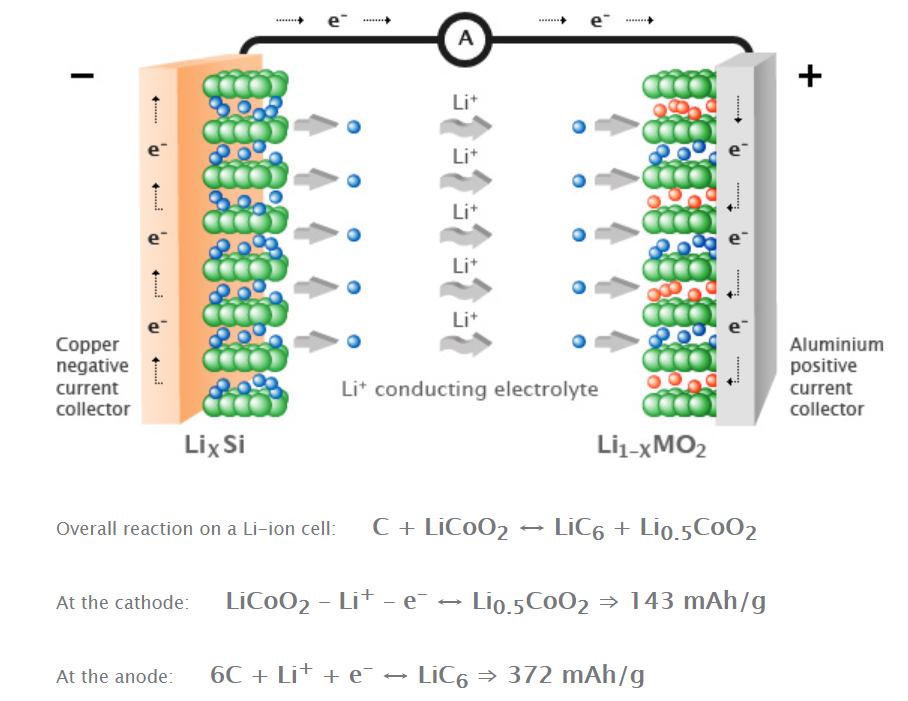 e⁻ e⁻
A
− +
Li⁺
e⁻ e⁻
Li⁺
Li⁺
e⁻ e⁻
Li⁺
Li⁺
e⁻ e⁻
Copper
negative
current
collector
Aluminium
positive
current
collector
Li⁺ conducting electrolyte
LiₓSi Li₁₋ₓMO₂
Overall reaction on a Li-ion cell: C + LiCoO₂ ↔ LiC₆ + Li₀.₅CoO₂
At the cathode: LiCoO₂ – Li⁺ – e⁻ ↔ Li₀.₅CoO₂ ⇒ 143 mAh/g
At the anode: 6C + Li⁺ + e⁻ ↔ LiC₆ ⇒ 372 mAh/g